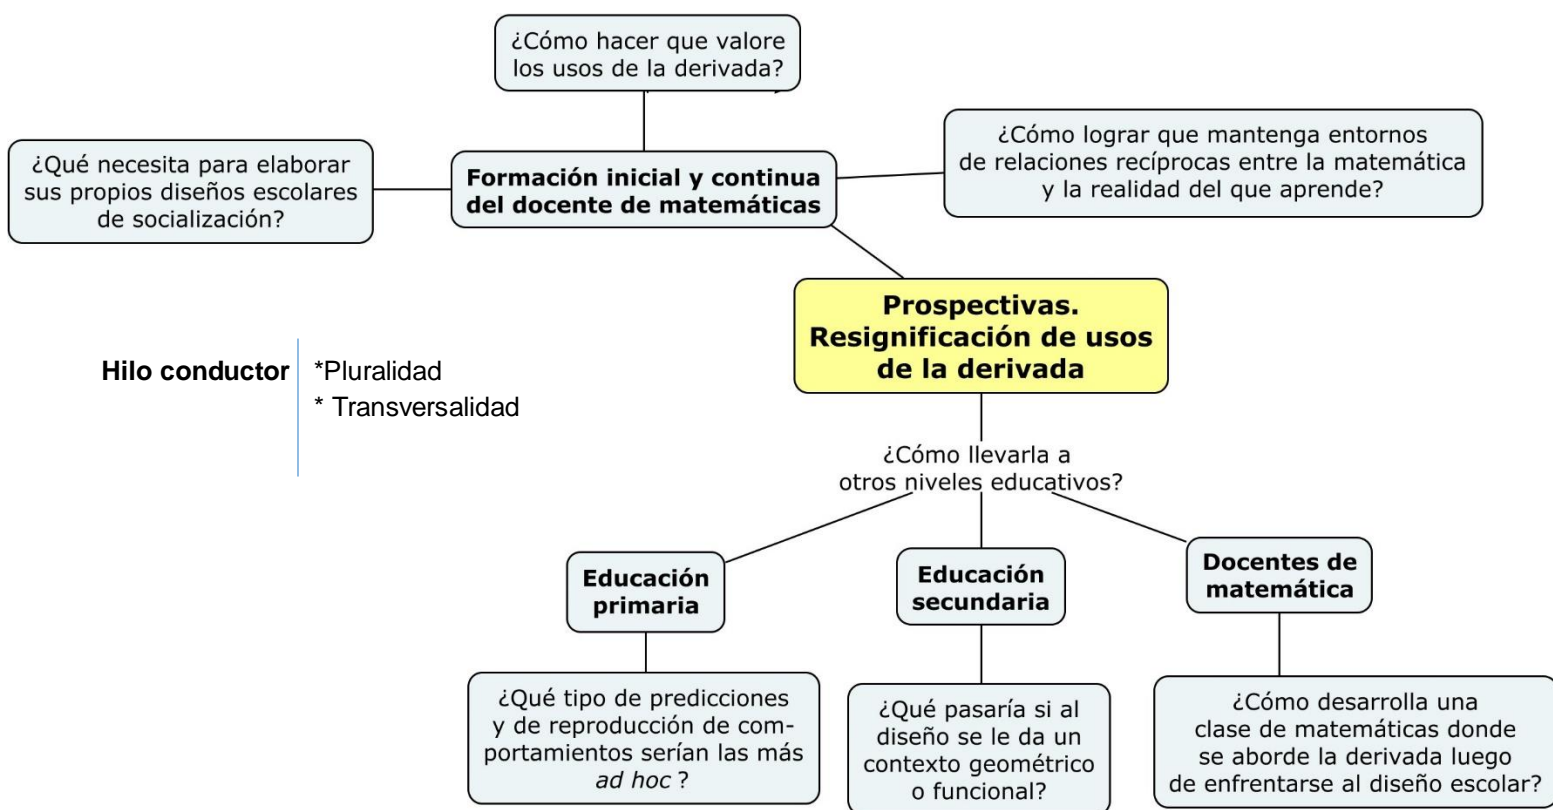 ¿Cómo hacer que valore
los usos de la derivada?
¿Qué necesita para elaborar
sus propios diseños escolares
de socialización?
Formación inicial y continua
del docente de matemáticas
¿Cómo lograr que mantenga entornos
de relaciones recíprocas entre la matemática
y la realidad del que aprende?
Prospectivas.
Resignificación de usos
de la derivada
Hilo conductor
*Pluralidad
* Transversalidad
¿Cómo llevarla a
otros niveles educativos?
Educación
primaria
Educación
secundaria
Docentes de
matemática
¿Qué tipo de predicciones
y de reproducción de com-
portamientos serían las más
ad hoc ?
¿Qué pasaría si al
diseño se le da un
contexto geométrico
o funcional?
¿Cómo desarrolla una
clase de matemáticas donde
se aborde la derivada luego
de enfrentarse al diseño escolar?